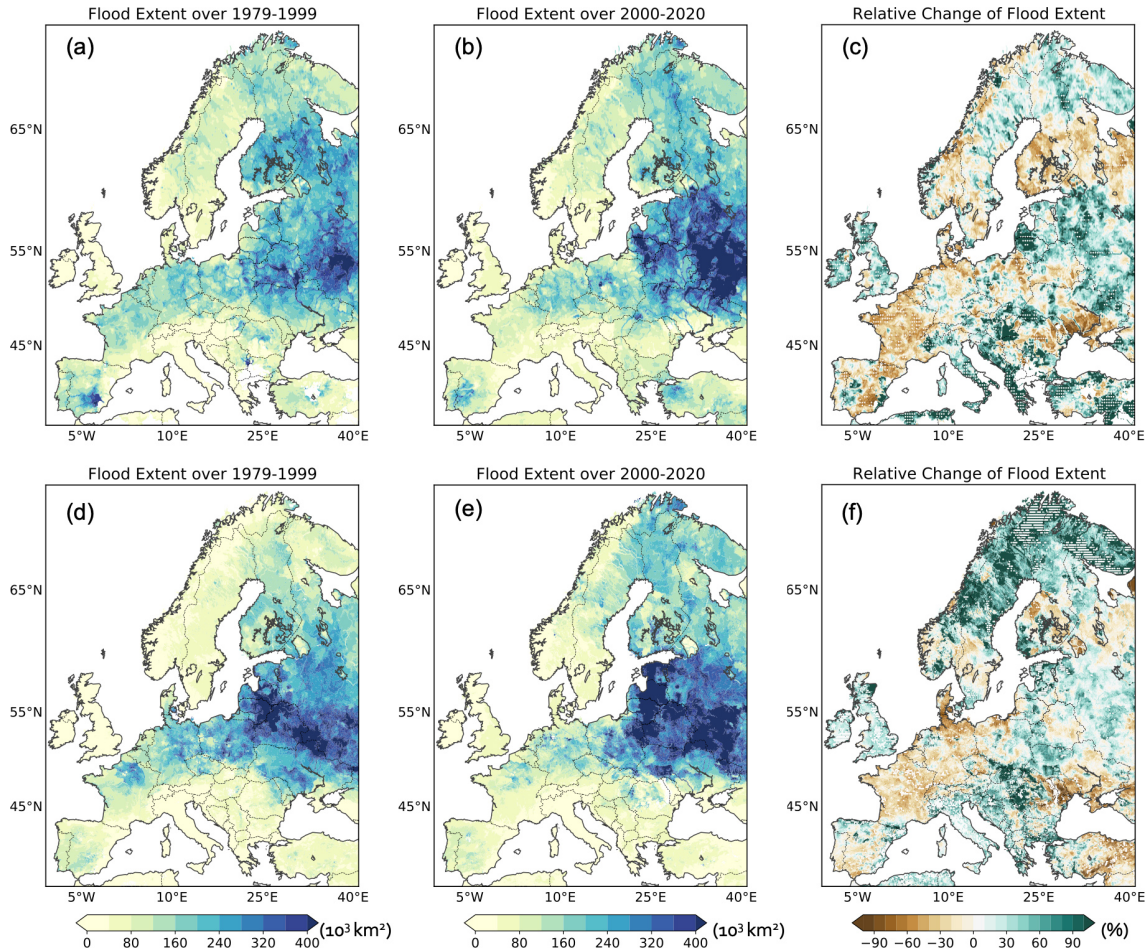 Flood Extent over 1979-1999
Flood Extent over 2000-2020
Relative Change of Flood Extent
(a)
(b)
(c)
65°N
65°N
65°N
55°N
55°N
55°N
45°N
45°N
45°N
5°W 10°E 25°E 40°E
5°W 10°E 25°E 40°E
5°W 10°E 25°E 40°E
Flood Extent over 1979-1999
Flood Extent over 2000-2020
Relative Change of Flood Extent
(d)
(e)
(f)
65°N
65°N
65°N
55°N
55°N
55°N
45°N
45°N
45°N
5°W 10°E 25°E 40°E
5°W 10°E 25°E 40°E
5°W 10°E 25°E 40°E
0 80 160 240 320 400 (10³ km²)
0 80 160 240 320 400 (10³ km²)
−90 −60 −30 0 30 60 90 (%)